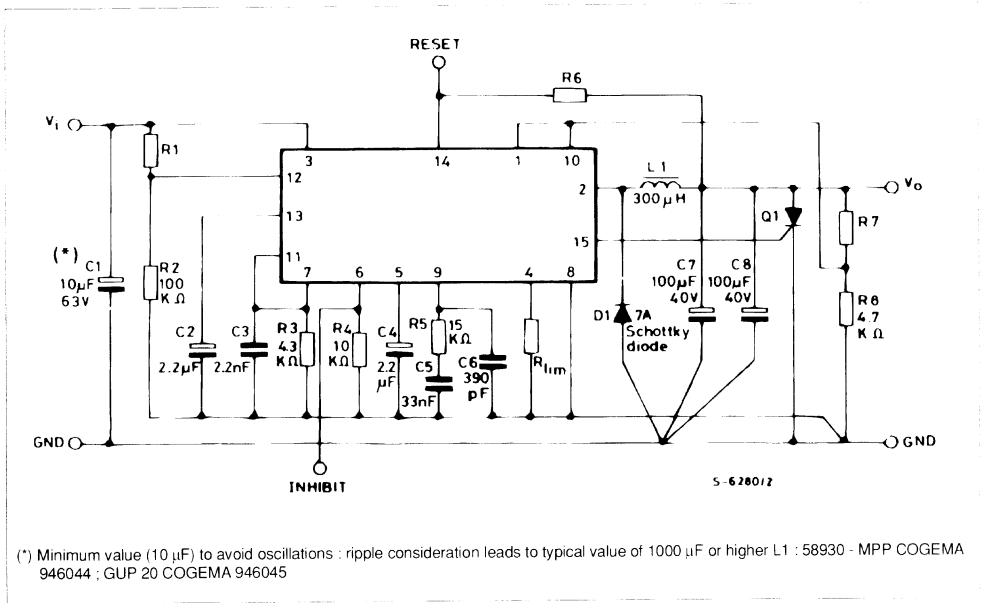 RESET
R6
Vi
R1
3
14
1
10
12
13
11
2
15
L1
300µH
Vo
Q1
R7
(*)
C1
10µF
63V
R2
100
KΩ
7
6
5
9
4
8
C7
100µF
40V
C8
100µF
40V
R8
4.7
KΩ
C2
2.2µF
C3
2.2nF
R3
4.3
KΩ
R4
10
KΩ
C4
2.2
µF
R5
15
KΩ
C5
33nF
C6
390
pF
Rlim
D1
7A
Schottky
diode
GND
GND
INHIBIT
S-628012
(*) Minimum value (10 µF) to avoid oscillations : ripple consideration leads to typical value of 1000 µF or higher L1 : 58930 - MPP COGEMA
946044 ; GUP 20 COGEMA 946045